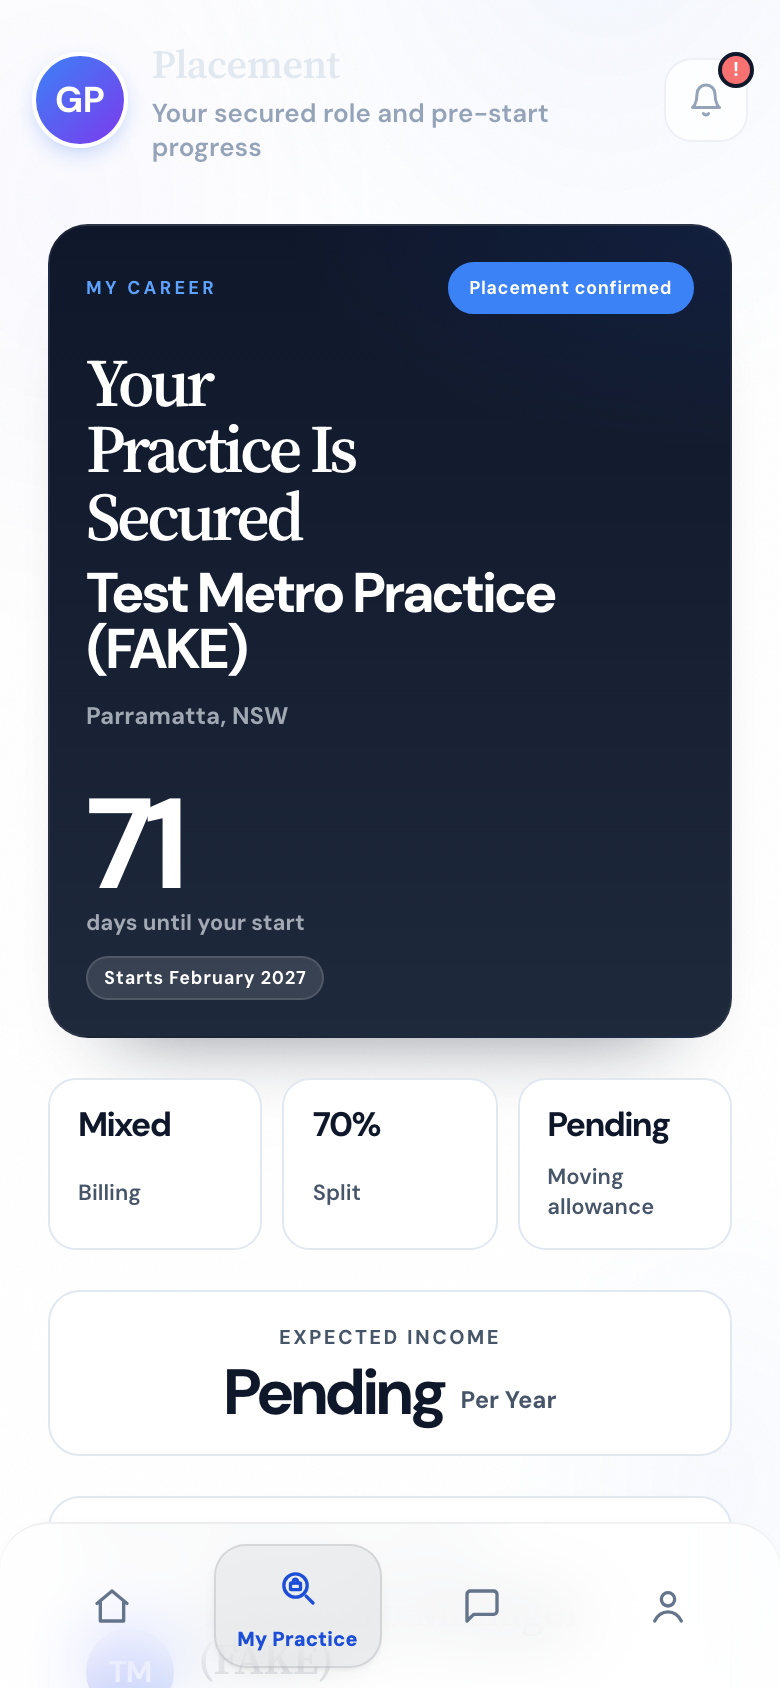 GP
Placement
!
Your secured role and pre-start
progress
MY CAREER
Placement confirmed
Your
Practice Is
Secured
Test Metro Practice
(FAKE)
Parramatta, NSW
71
days until your start
Starts February 2027
Mixed
Billing
70%
Split
Pending
Moving
allowance
EXPECTED INCOME
Pending Per Year
My Practice
TM
(FAKE)